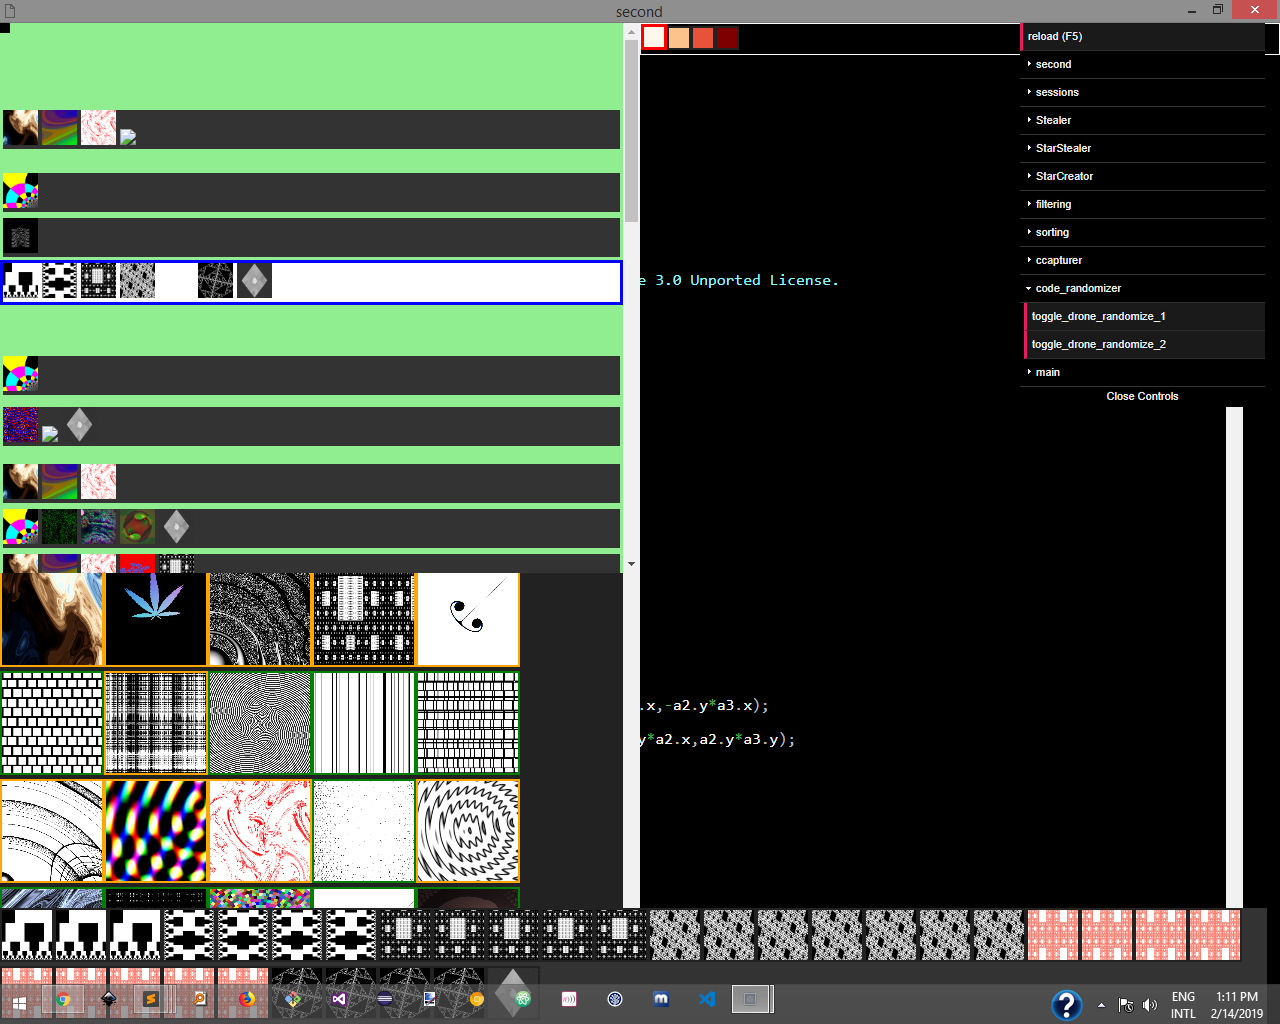 second
reload (F5)
second
sessions
Stealer
StarStealer
StarCreator
filtering
sorting
ccapturer
code_randomizer
toggle_drone_randomize_1
toggle_drone_randomize_2
main
Close Controls
e 3.0 Unported License.
.x,-a2.y*a3.x);
y*a2.x,a2.y*a3.y);
ENG
INTL
1:11 PM
2/14/2019